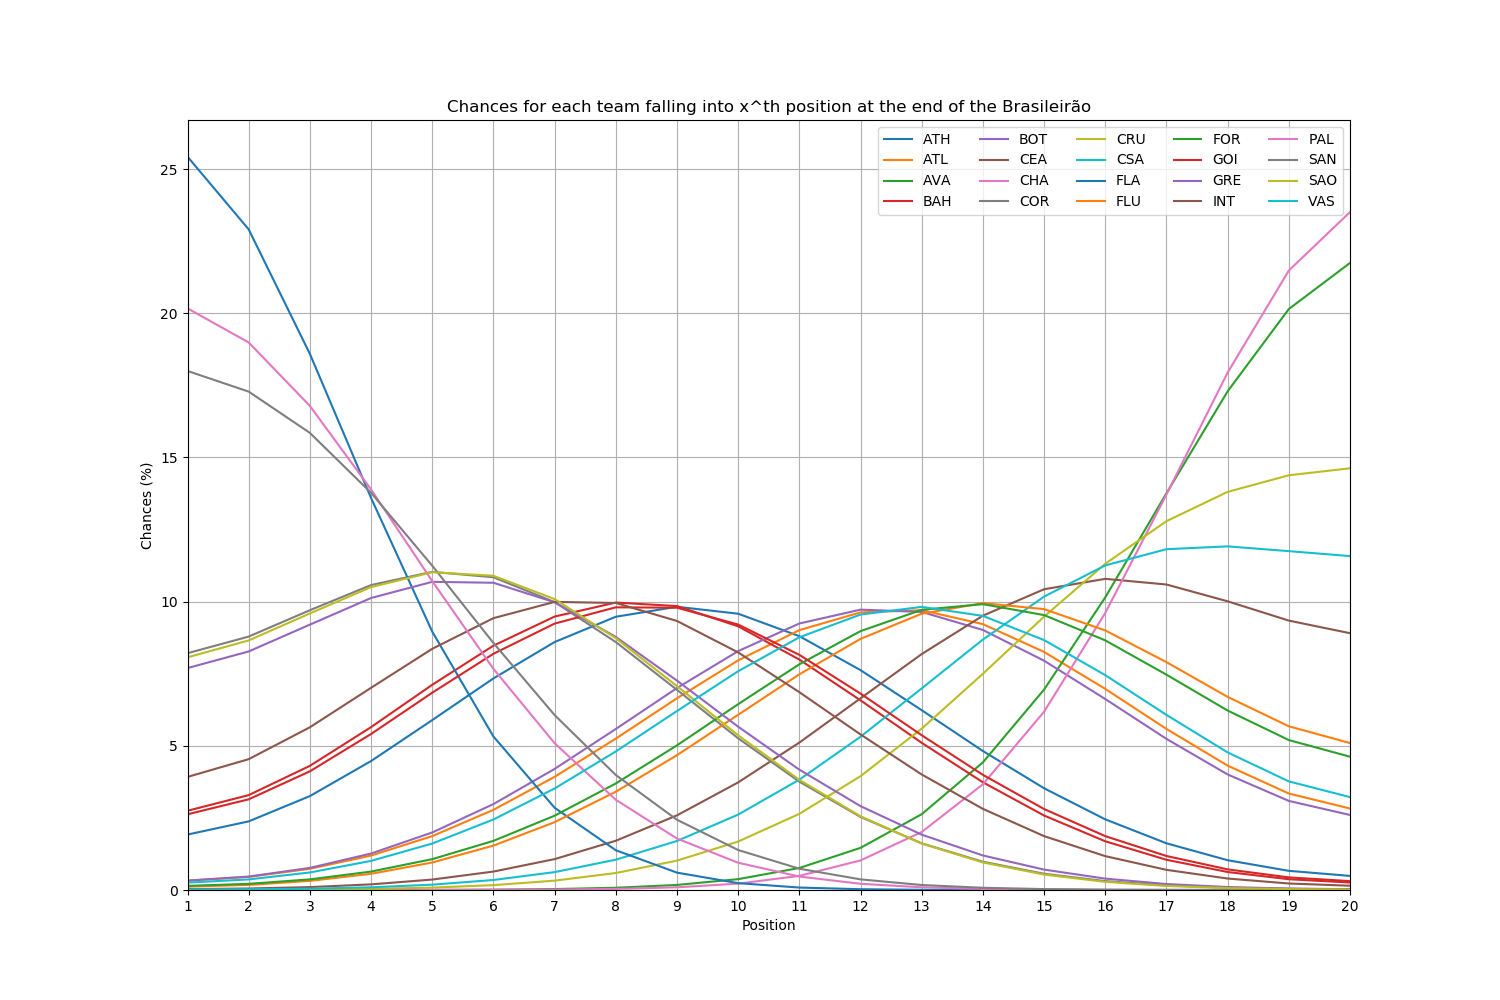 Chances for each team falling into x^th position at the end of the Brasileirão
ATH BOT CRU FOR PAL
ATL CEA CSA GOI SAN
AVA CHA FLA GRE SAO
BAH COR FLU INT VAS
Chances (%)
25
20
15
10
5
0
1 2 3 4 5 6 7 8 9 10 11 12 13 14 15 16 17 18 19 20
Position